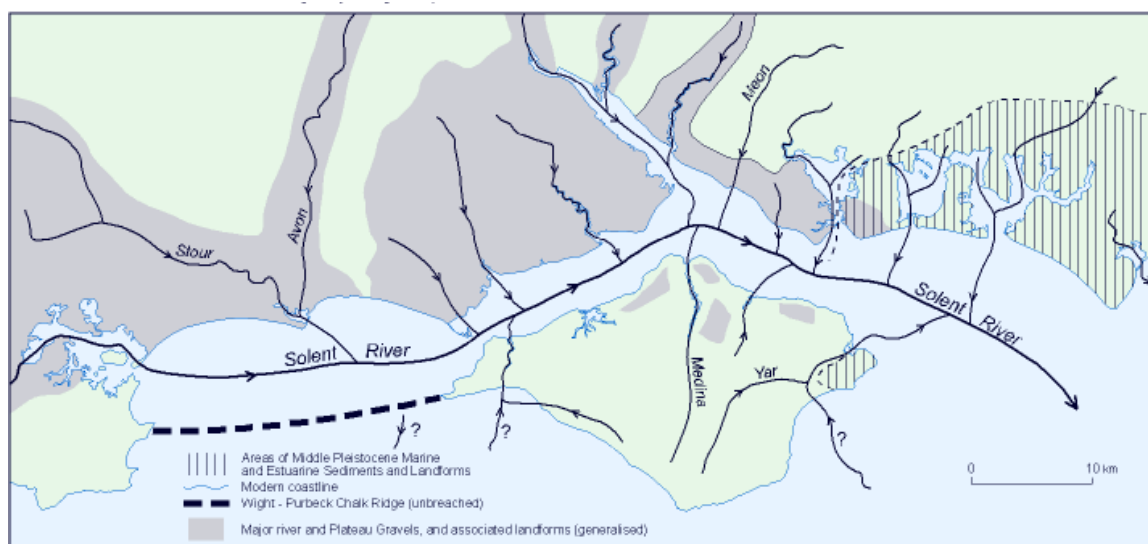 Meon
Avon
Stour
Solent River
Solent River
Medina
Yar
?
?
?
Areas of Middle Pleistocene Marine
and Estuarine Sediments and Landforms
Modern coastline
Wight - Purbeck Chalk Ridge (unbreached)
Major river and Plateau Gravels, and associated landforms (generalised)
0 10 km